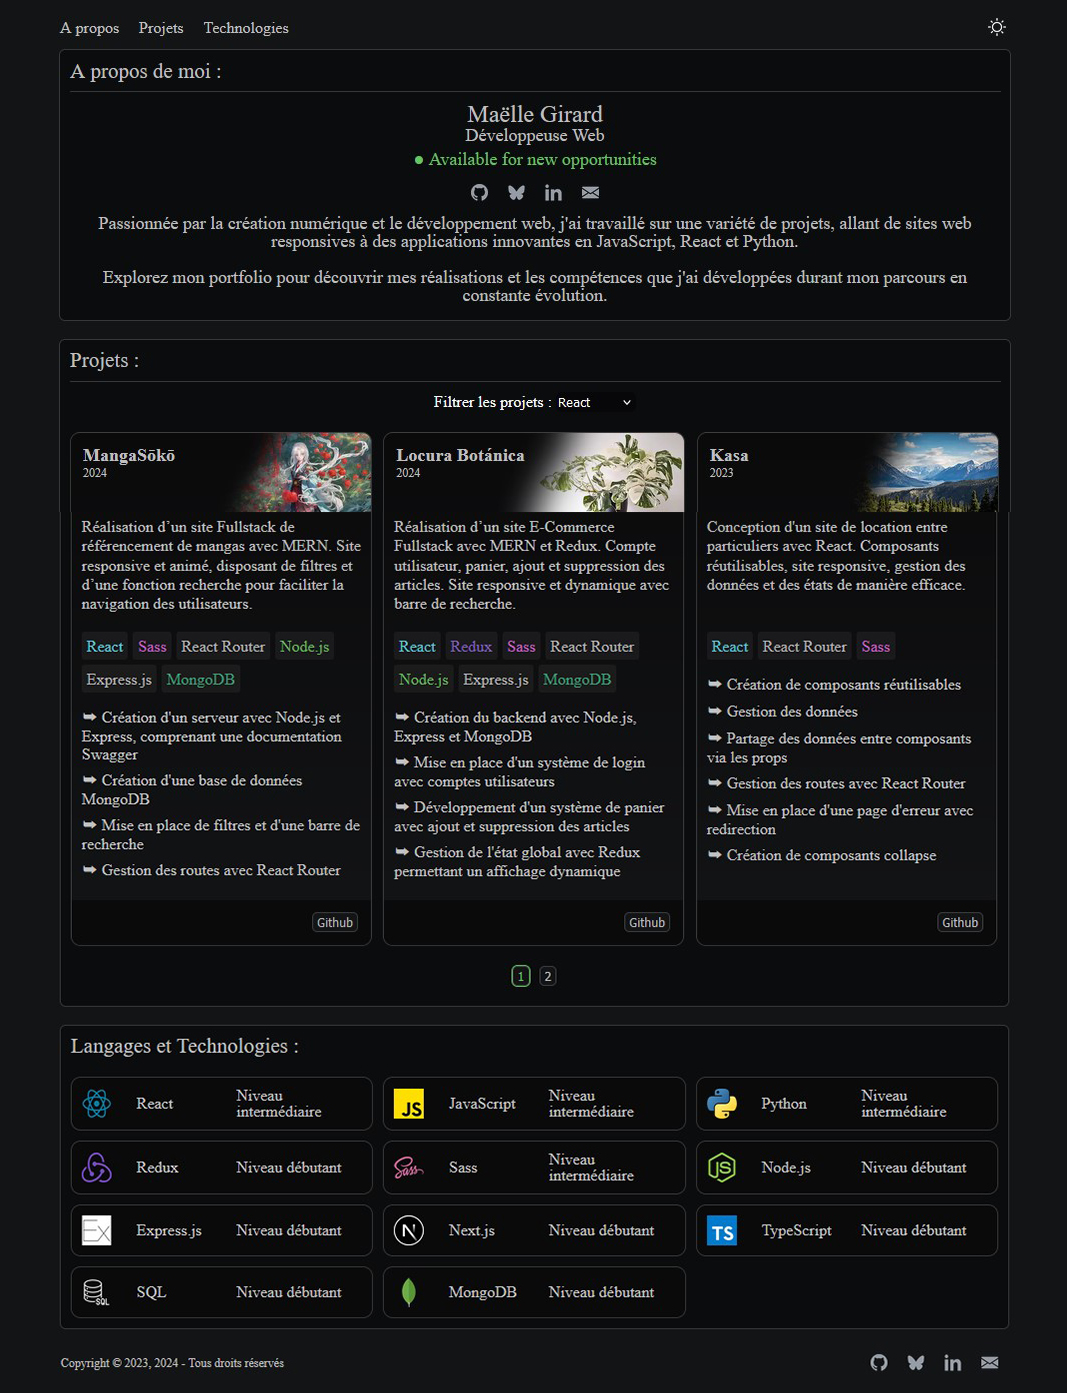 A propos Projets Technologies
A propos de moi :
Maëlle Girard
Développeuse Web
● Available for new opportunities
Passionnée par la création numérique et le développement web, j'ai travaillé sur une variété de projets, allant de sites web
responsives à des applications innovantes en JavaScript, React et Python.
Explorez mon portfolio pour découvrir mes réalisations et les compétences que j'ai développées durant mon parcours en
constante évolution.
Projets :
Filtrer les projets : React
MangaSōkō
2024
Réalisation d’un site Fullstack de
référencement de mangas avec MERN. Site
responsive et animé, disposant de filtres et
d’une fonction recherche pour faciliter la
navigation des utilisateurs.
React Sass React Router Node.js
Express.js MongoDB
➥ Création d'un serveur avec Node.js et
Express, comprenant une documentation
Swagger
➥ Création d'une base de données
MongoDB
➥ Mise en place de filtres et d'une barre de
recherche
➥ Gestion des routes avec React Router
Github
Locura Botánica
2024
Réalisation d’un site E-Commerce
Fullstack avec MERN et Redux. Compte
utilisateur, panier, ajout et suppression des
articles. Site responsive et dynamique avec
barre de recherche.
React Redux Sass React Router
Node.js Express.js MongoDB
➥ Création du backend avec Node.js,
Express et MongoDB
➥ Mise en place d'un système de login
avec comptes utilisateurs
➥ Développement d'un système de panier
avec ajout et suppression des articles
➥ Gestion de l'état global avec Redux
permettant un affichage dynamique
Github
Kasa
2023
Conception d'un site de location entre
particuliers avec React. Composants
réutilisables, site responsive, gestion des
données et des états de manière efficace.
React React Router Sass
➥ Création de composants réutilisables
➥ Gestion des données
➥ Partage des données entre composants
via les props
➥ Gestion des routes avec React Router
➥ Mise en place d'une page d'erreur avec
redirection
➥ Création de composants collapse
Github
1 2
Langages et Technologies :
React Niveau
intermédiaire
JS JavaScript Niveau
intermédiaire
Python Niveau
intermédiaire
Redux Niveau débutant
Sass Sass Niveau
intermédiaire
JS Node.js Niveau débutant
Ex Express.js Niveau débutant
N Next.js Niveau débutant
TS TypeScript Niveau débutant
SQL SQL Niveau débutant
MongoDB Niveau débutant
Copyright © 2023, 2024 - Tous droits réservés